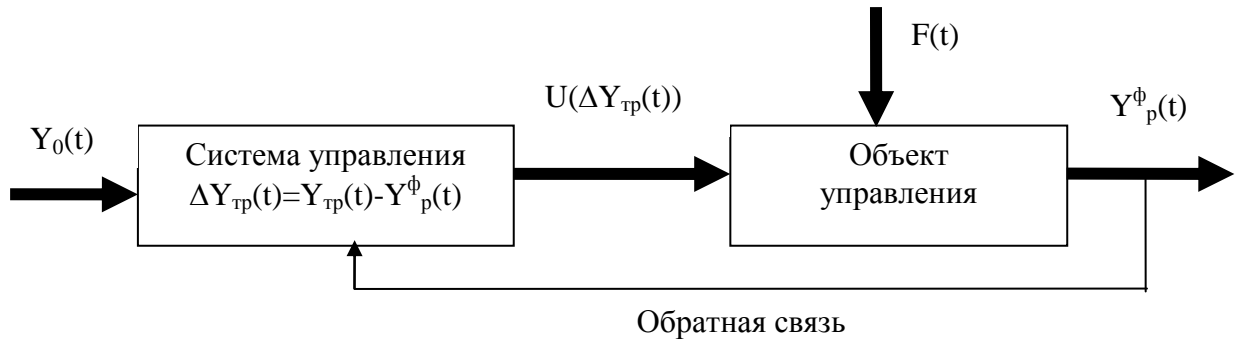 F(t)
U(ΔYтр(t))
Yфр(t)
Y0(t)
Система управления
ΔYтр(t)=Yтр(t)-Yфр(t)
Объект
управления
Обратная связь